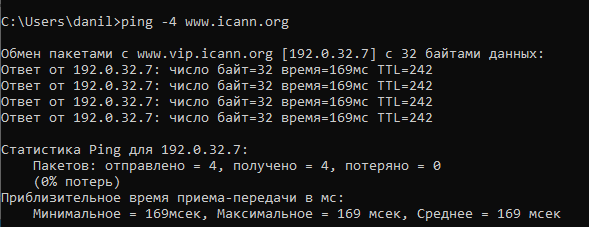 C:\Users\danil>ping -4 www.icann.org
Обмен пакетами с www.vip.icann.org [192.0.32.7] с 32 байтами данных:
Ответ от 192.0.32.7: число байт=32 время=169мс TTL=242
Ответ от 192.0.32.7: число байт=32 время=169мс TTL=242
Ответ от 192.0.32.7: число байт=32 время=169мс TTL=242
Ответ от 192.0.32.7: число байт=32 время=169мс TTL=242
Статистика Ping для 192.0.32.7:
Пакетов: отправлено = 4, получено = 4, потеряно = 0
(0% потерь)
Приблизительное время приема-передачи в мс:
Минимальное = 169мсек, Максимальное = 169 мсек, Среднее = 169 мсек